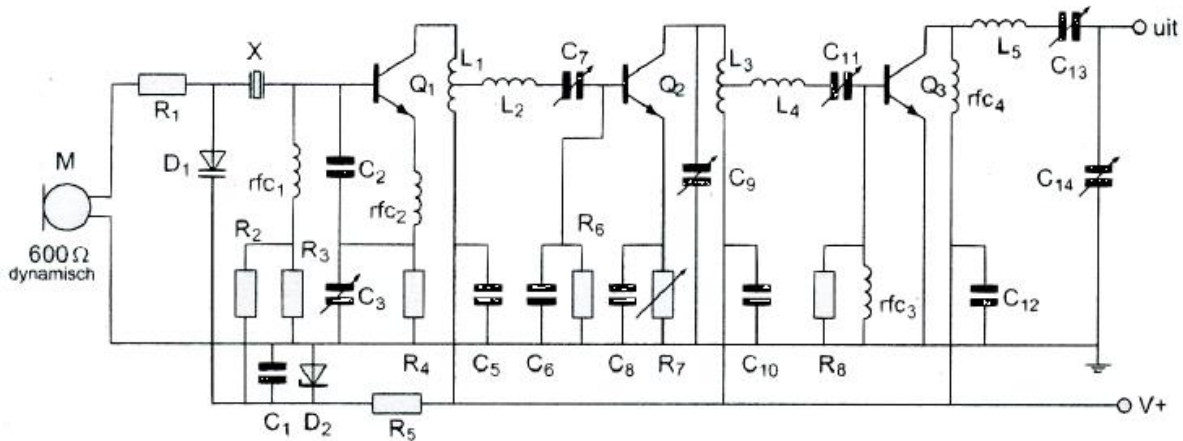 L₅
C₁₃
uit
X
L₁
C₇
L₃
C₁₁
R₁
Q₁
L₂
Q₂
L₄
Q₃
rfc₄
M
D₁
rfc₁
C₂
rfc₂
C₉
C₁₄
600Ω
dynamisch
R₂
R₃
C₃
R₆
rfc₃
C₁₂
R₄
C₅
C₆
C₈
R₇
C₁₀
R₈
C₁
D₂
R₅
V+